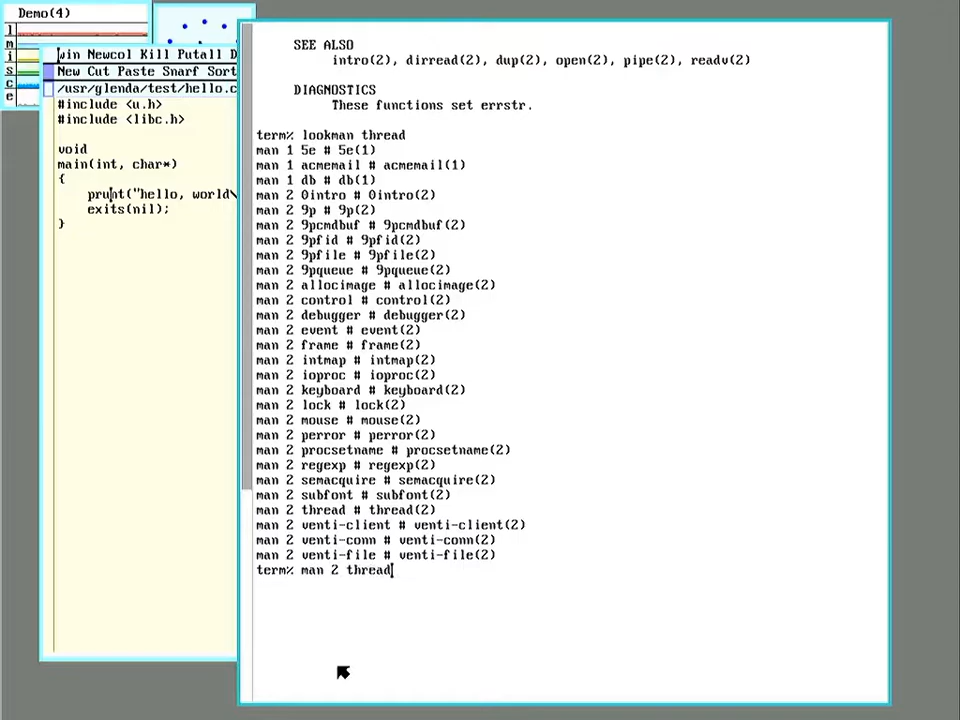 Demo(4)
l
m
i
s
c
e
win Newcol Kill Putall D
New Cut Paste Snarf Sort
/usr/glenda/test/hello.c
#include <u.h>
#include <libc.h>
void
main(int, char*)
{
print("hello, world\
exits(nil);
}
SEE ALSO
intro(2), dirread(2), dup(2), open(2), pipe(2), readv(2)
DIAGNOSTICS
These functions set errstr.
term% lookman thread
man 1 5e # 5e(1)
man 1 acmemail # acmemail(1)
man 1 db # db(1)
man 2 0intro # 0intro(2)
man 2 9p # 9p(2)
man 2 9pcmdbuf # 9pcmdbuf(2)
man 2 9pfid # 9pfid(2)
man 2 9pfile # 9pfile(2)
man 2 9pqueue # 9pqueue(2)
man 2 allocimage # allocimage(2)
man 2 control # control(2)
man 2 debugger # debugger(2)
man 2 event # event(2)
man 2 frame # frame(2)
man 2 intmap # intmap(2)
man 2 ioproc # ioproc(2)
man 2 keyboard # keyboard(2)
man 2 lock # lock(2)
man 2 mouse # mouse(2)
man 2 perror # perror(2)
man 2 procsetname # procsetname(2)
man 2 regexp # regexp(2)
man 2 semacquire # semacquire(2)
man 2 subfont # subfont(2)
man 2 thread # thread(2)
man 2 venti-client # venti-client(2)
man 2 venti-conn # venti-conn(2)
man 2 venti-file # venti-file(2)
term% man 2 thread